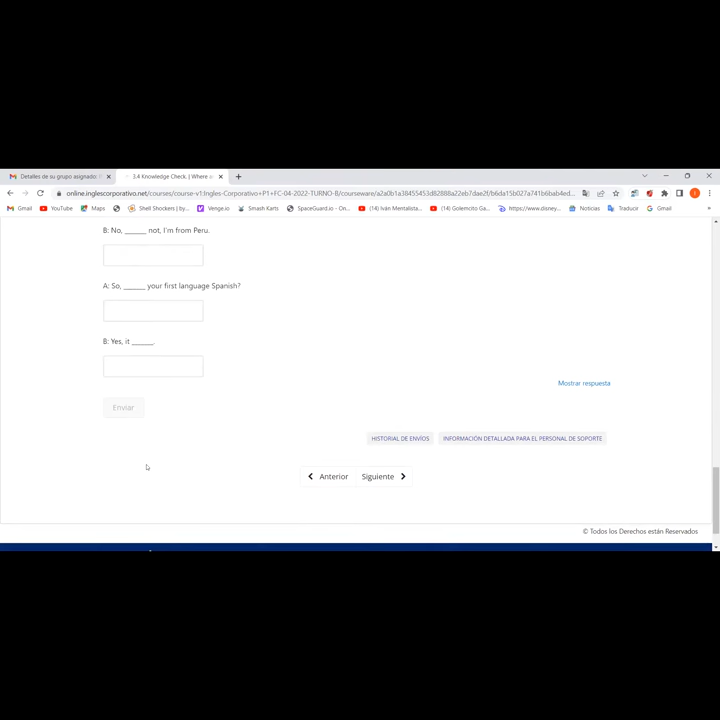 Detalles de su grupo asignado:
3.4 Knowledge Check. | Where a
online.inglescorporativo.net/courses/course-v1:Ingles-Corporativo+P1+FC-04-2022-TURNO-8/courseware/a2a0b1a38455453d82888a22eb7dae2f/b6da15b027a741b6bab4ed...
Gmail YouTube Maps Shell Shockers | by... Venge.io Smash Karts SpaceGuard.io - On... (14) Iván Mentalista... (14) Golemcito Ga... https://www.disney... Noticias Traducir Gmail »
B: No, ______ not, I'm from Peru.
A: So, ______ your first language Spanish?
B: Yes, it ______.
Mostrar respuesta
Enviar
HISTORIAL DE ENVÍOS INFORMACIÓN DETALLADA PARA EL PERSONAL DE SOPORTE
Anterior Siguiente
© Todos los Derechos están Reservados